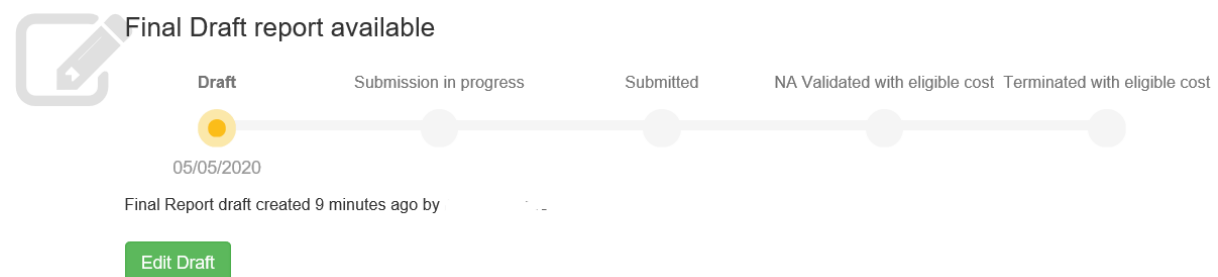 Final Draft report available
Draft Submission in progress Submitted NA Validated with eligible cost Terminated with eligible cost
05/05/2020
Final Report draft created 9 minutes ago by
Edit Draft